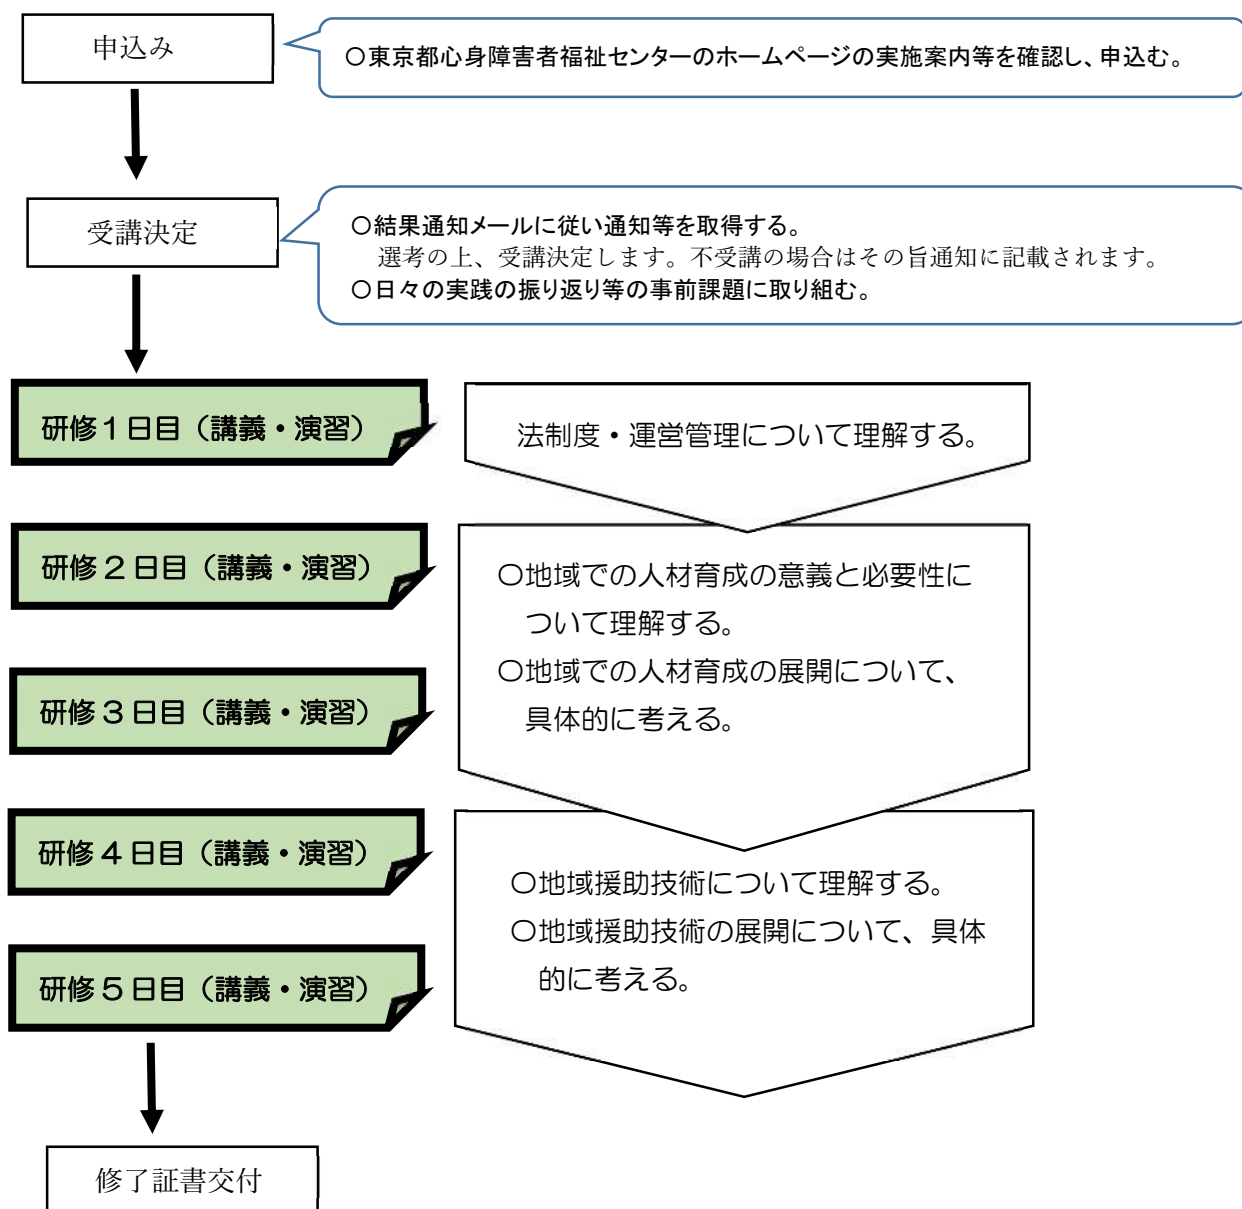 申込み
〇東京都心身障害者福祉センターのホームページの実施案内等を確認し、申込む。
受講決定
〇結果通知メールに従い通知等を取得する。
選考の上、受講決定します。不受講の場合はその旨通知に記載されます。
〇日々の実践の振り返り等の事前課題に取り組む。
研修１日目（講義・演習）
法制度・運営管理について理解する。
研修２日目（講義・演習）
〇地域での人材育成の意義と必要性に
ついて理解する。
〇地域での人材育成の展開について、
具体的に考える。
研修３日目（講義・演習）
研修４日目（講義・演習）
〇地域援助技術について理解する。
〇地域援助技術の展開について、具体
的に考える。
研修５日目（講義・演習）
修了証書交付